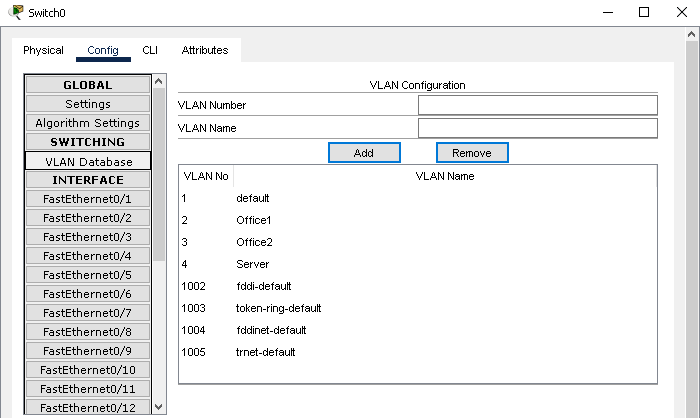 Switch0
Physical Config CLI Attributes
GLOBAL
Settings
Algorithm Settings
SWITCHING
VLAN Database
INTERFACE
FastEthernet0/1
FastEthernet0/2
FastEthernet0/3
FastEthernet0/4
FastEthernet0/5
FastEthernet0/6
FastEthernet0/7
FastEthernet0/8
FastEthernet0/9
FastEthernet0/10
FastEthernet0/11
FastEthernet0/12
VLAN Configuration
VLAN Number
VLAN Name
Add Remove
VLAN No VLAN Name
1 default
2 Office1
3 Office2
4 Server
1002 fddi-default
1003 token-ring-default
1004 fddinet-default
1005 trnet-default